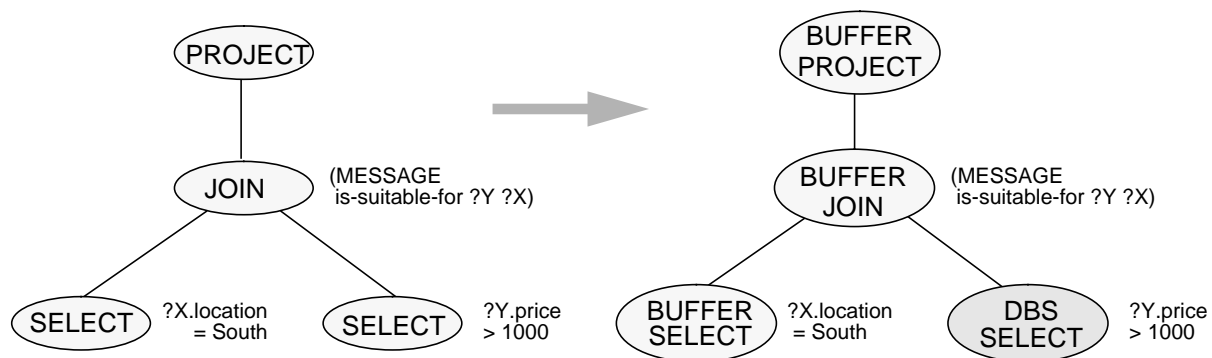 PROJECT
JOIN
(MESSAGE
is-suitable-for ?Y ?X)
SELECT
?X.location
= South
SELECT
?Y.price
> 1000
BUFFER
PROJECT
BUFFER
JOIN
(MESSAGE
is-suitable-for ?Y ?X)
BUFFER
SELECT
?X.location
= South
DBS
SELECT
?Y.price
> 1000